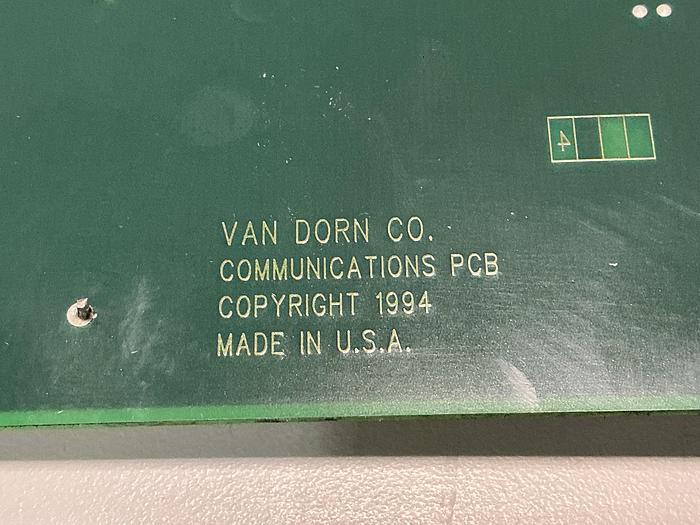 4
VAN DORN CO.
COMMUNICATIONS PCB
COPYRIGHT 1994
MADE IN U.S.A.